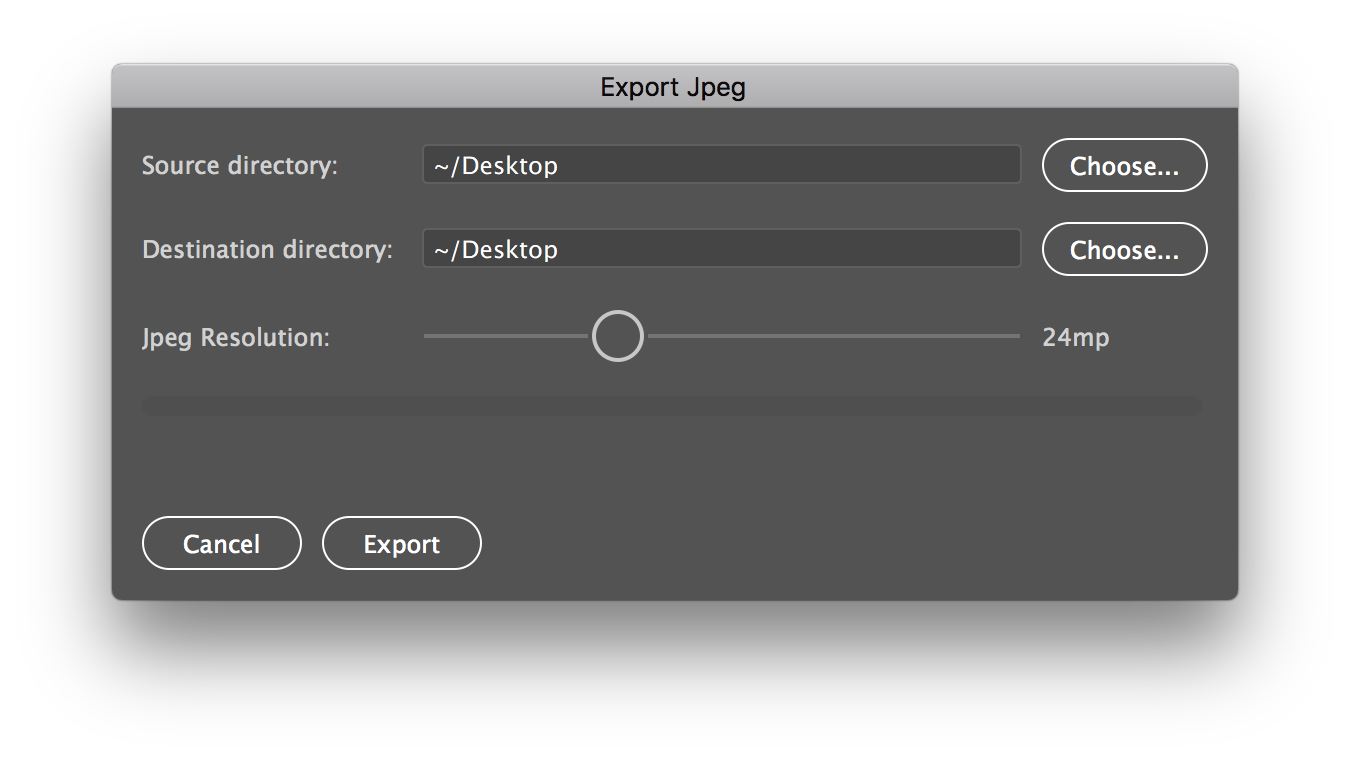 Export Jpeg
Source directory: ~/Desktop Choose...
Destination directory: ~/Desktop Choose...
Jpeg Resolution: 24mp
Cancel Export